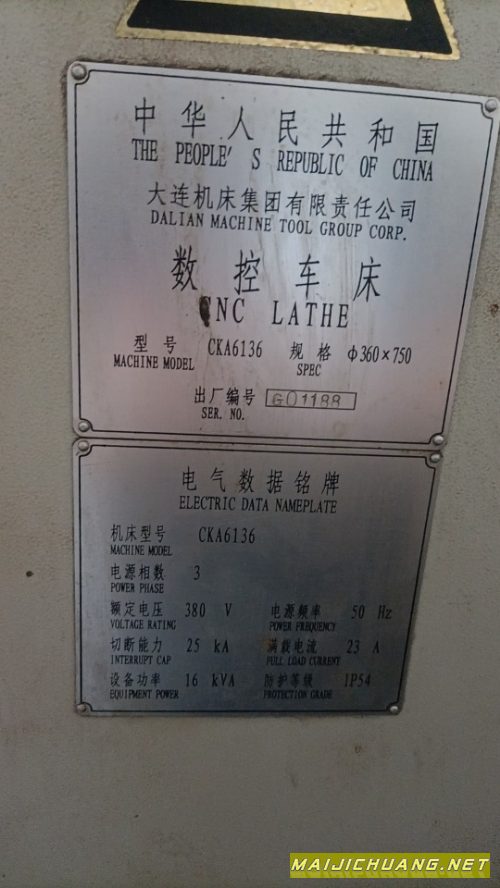 中华人民共和国
THE PEOPLE' S REPUBLIC OF CHINA
大连机床集团有限责任公司
DALIAN MACHINE TOOL GROUP CORP.
数控车床
CNC LATHE
型号 CKA6136 规格 φ360×750
MACHINE MODEL SPEC
出厂编号 G01188
SER. NO.
电气数据铭牌
ELECTRIC DATA NAMEPLATE
机床型号 CKA6136
MACHINE MODEL
电源相数 3
POWER PHASE
额定电压 380 V 电源频率 50 Hz
VOLTAGE RATING POWER FREQUENCY
切断能力 25 kA 满载电流 23 A
INTERRUPT CAP FULL LOAD CURRENT
设备功率 16 kVA 防护等级 IP54
EQUIPMENT POWER PROTECTION GRADE
MAIJICHUANG.NET